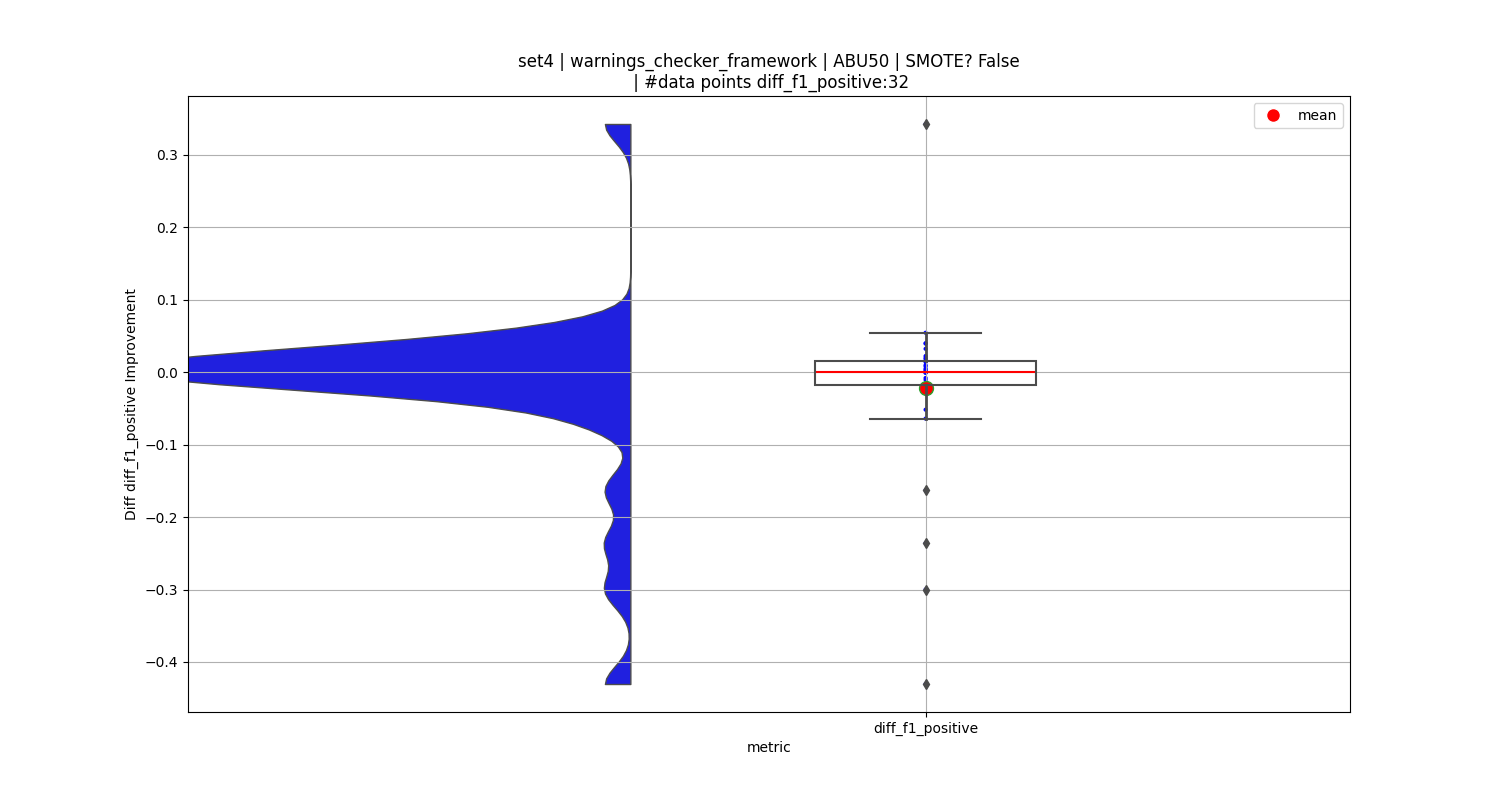 set4 | warnings_checker_framework | ABU50 | SMOTE? False
| #data points diff_f1_positive:32
mean
0.3
0.2
0.1
0.0
−0.1
−0.2
−0.3
−0.4
Diff diff_f1_positive Improvement
diff_f1_positive
metric